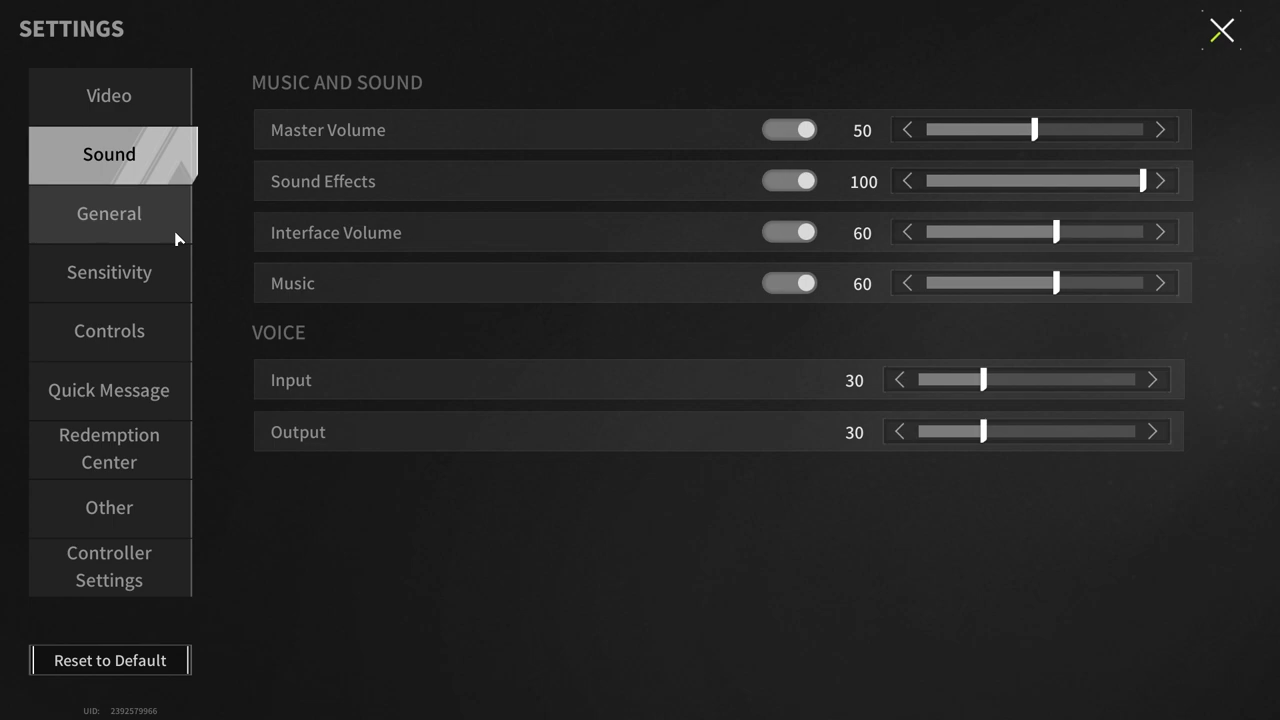 SETTINGS
Video
Sound
General
Sensitivity
Controls
Quick Message
Redemption
Center
Other
Controller
Settings
Reset to Default
UID: 2392579966
MUSIC AND SOUND
Master Volume 50
Sound Effects 100
Interface Volume 60
Music 60
VOICE
Input 30
Output 30